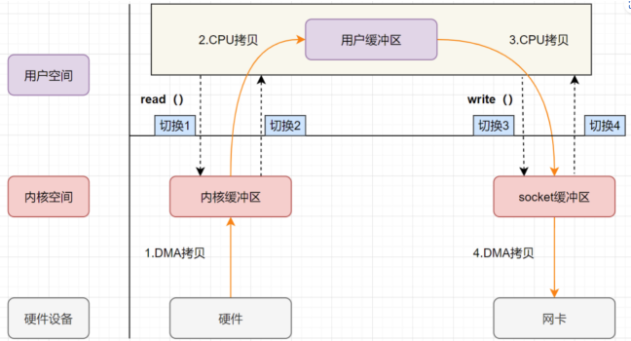 2.CPU拷贝
用户缓冲区
3.CPU拷贝
用户空间
read（）
write（）
切换1
切换2
切换3
切换4
内核空间
内核缓冲区
socket缓冲区
1.DMA拷贝
4.DMA拷贝
硬件设备
硬件
网卡